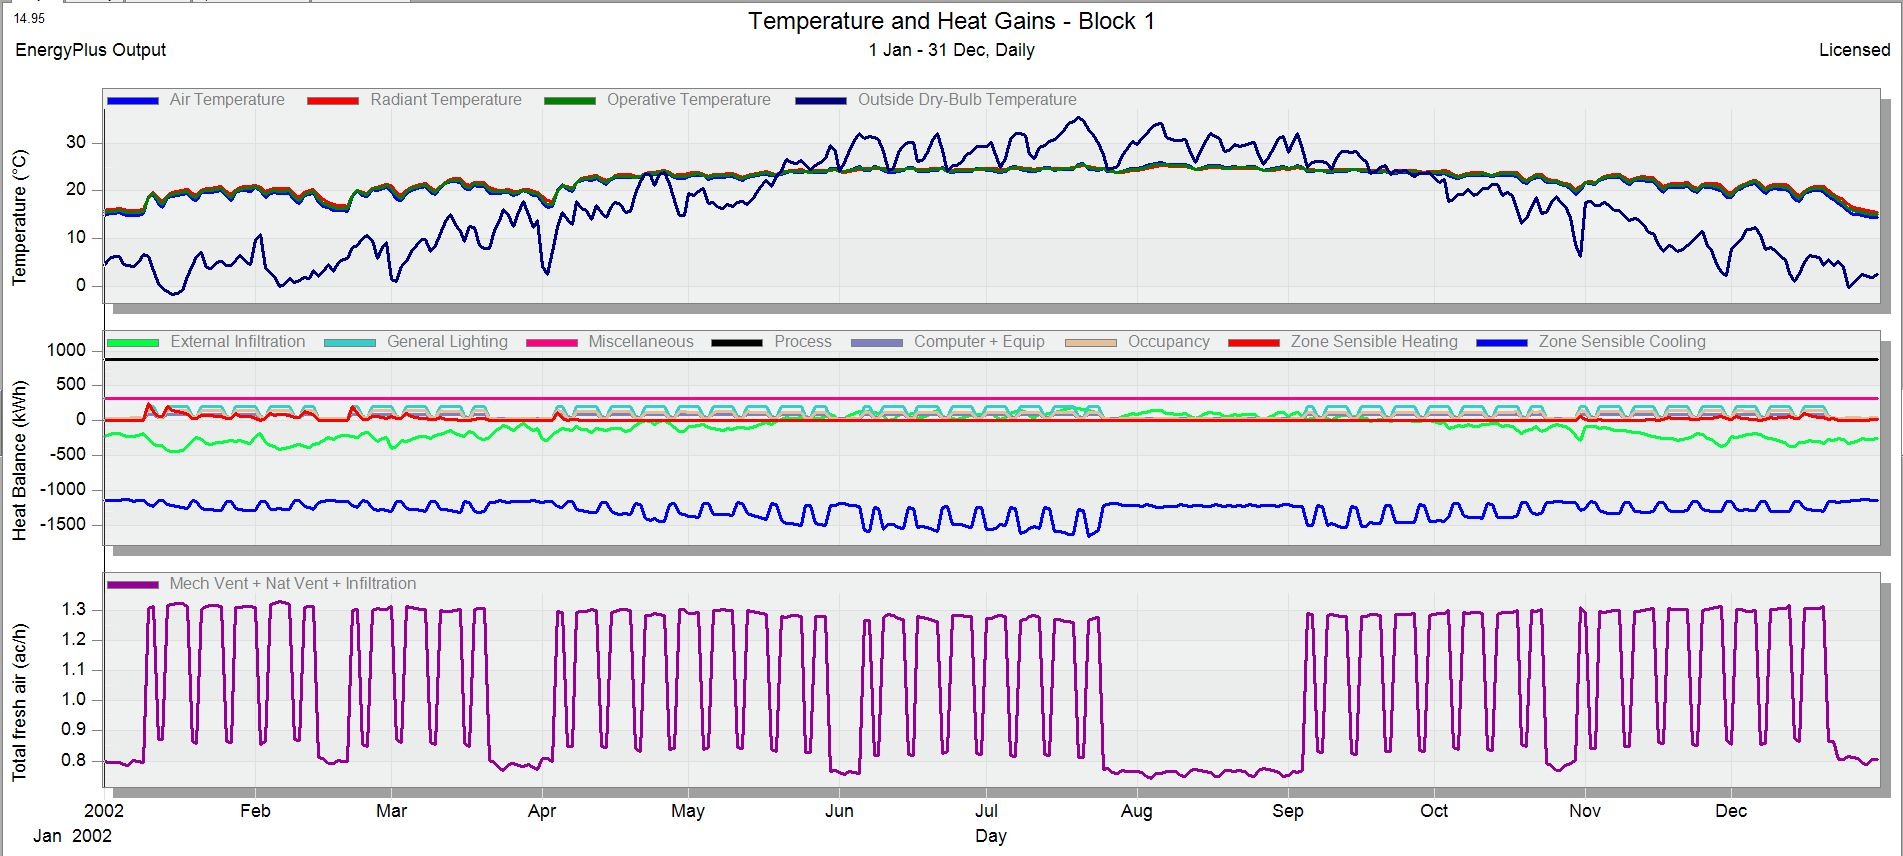 14.95
Temperature and Heat Gains - Block 1
EnergyPlus Output
1 Jan - 31 Dec, Daily
Licensed
Air Temperature Radiant Temperature Operative Temperature Outside Dry-Bulb Temperature
Temperature (°C)
30
20
10
0
External Infiltration General Lighting Miscellaneous Process Computer + Equip Occupancy Zone Sensible Heating Zone Sensible Cooling
Heat Balance (kWh)
1000
500
0
-500
-1000
-1500
Mech Vent + Nat Vent + Infiltration
Total fresh air (ac/h)
1.3
1.2
1.1
1.0
0.9
0.8
2002 Feb Mar Apr May Jun Jul Aug Sep Oct Nov Dec
Jan 2002
Day